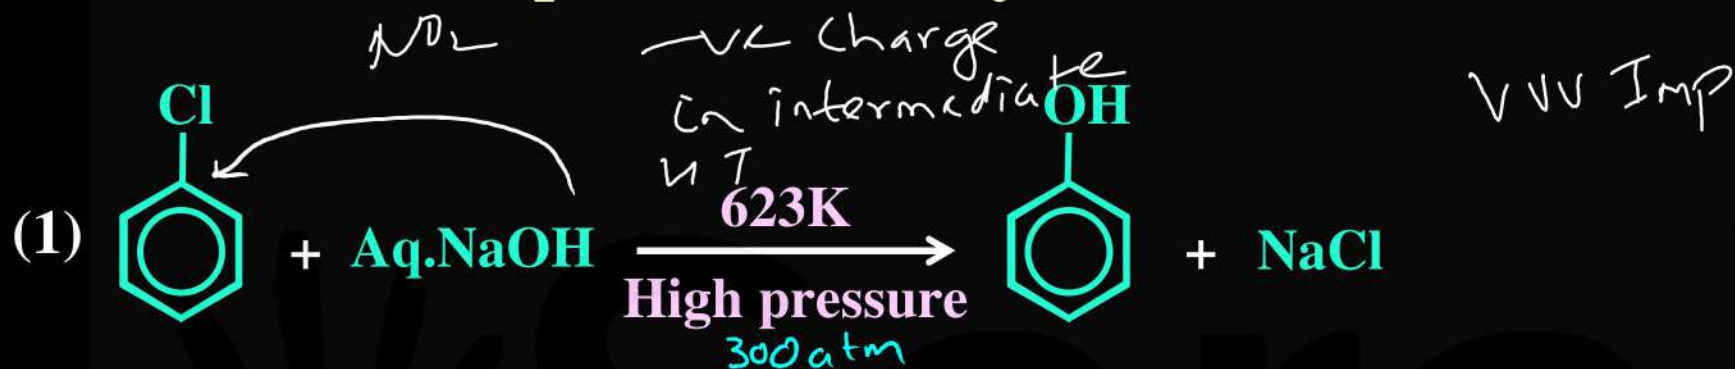 NO2 -ve charge
in intermediate
VVV Imp
Cl
OH
623K
(1) + Aq.NaOH + NaCl
High pressure
300 atm